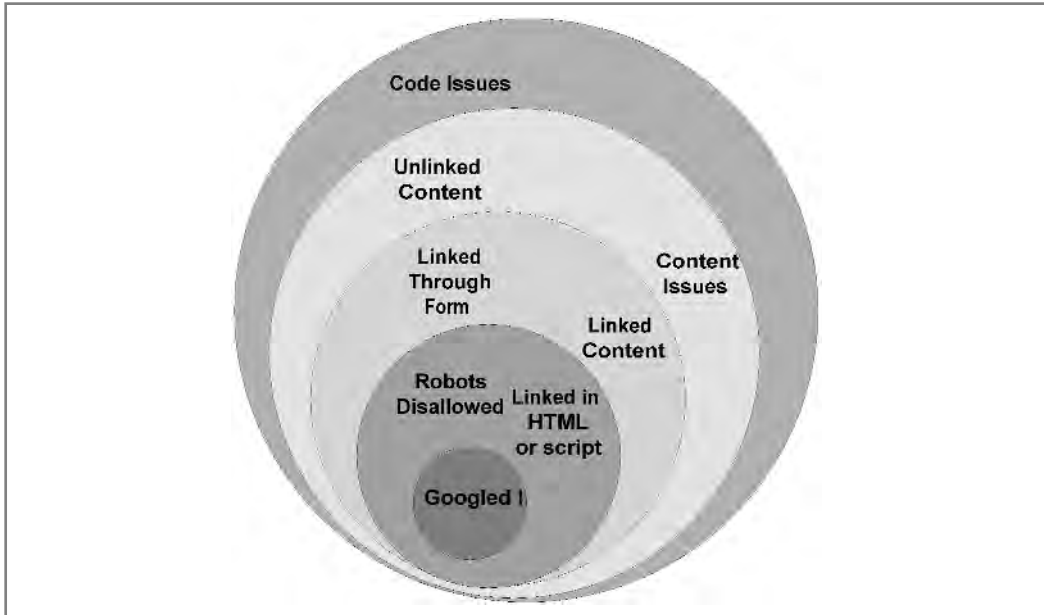 Code Issues
Unlinked
Content
Linked
Through
Form
Content
Issues
Linked
Content
Robots
Disallowed
Linked in
HTML
or script
Googled